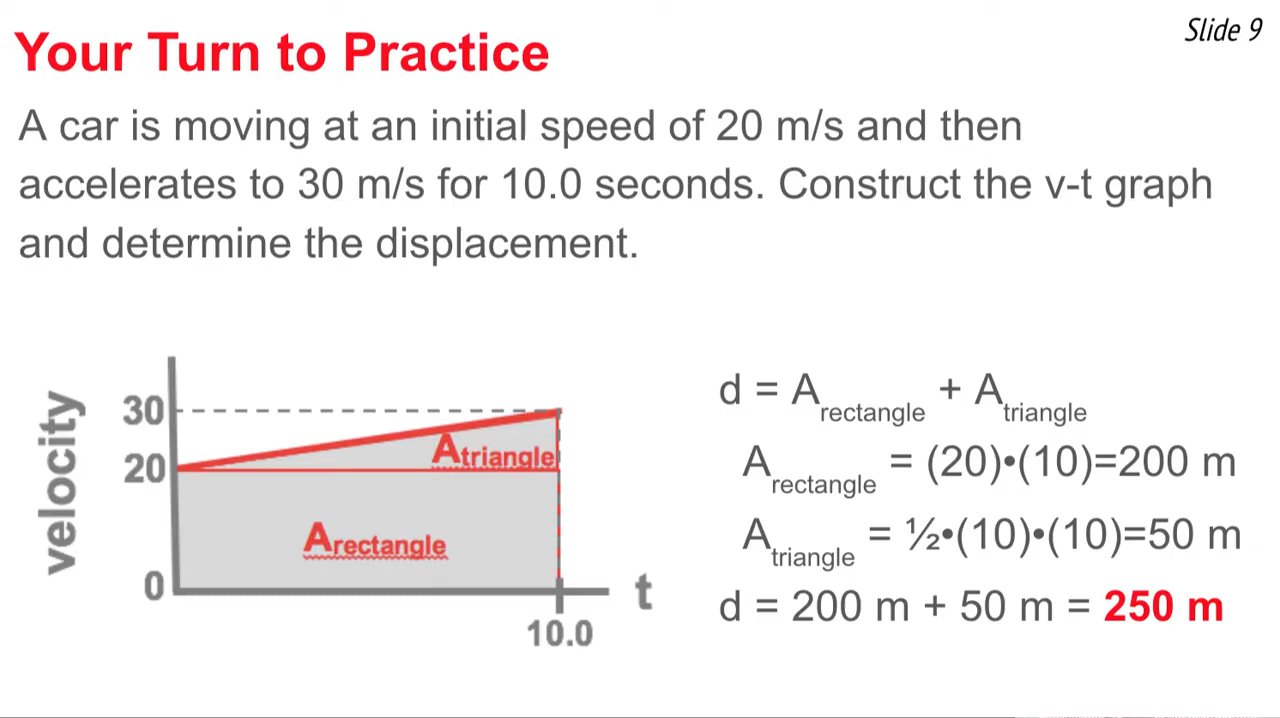 Slide 9
Your Turn to Practice
A car is moving at an initial speed of 20 m/s and then
accelerates to 30 m/s for 10.0 seconds. Construct the v-t graph
and determine the displacement.
velocity
30
20
0
Atriangle
Arectangle
t
10.0
d = Arectangle + Atriangle
Arectangle = (20)•(10)=200 m
Atriangle = ½•(10)•(10)=50 m
d = 200 m + 50 m = 250 m